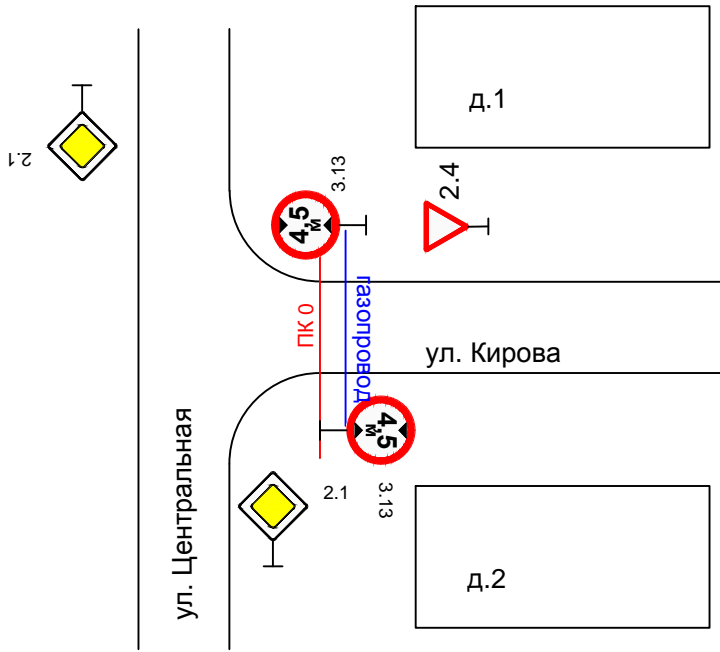 д.1
2.1
3.13
2.4
4,5
м
ПК 0
газопровод
ул. Кирова
4,5
м
ул. Центральная
2.1
3.13
д.2